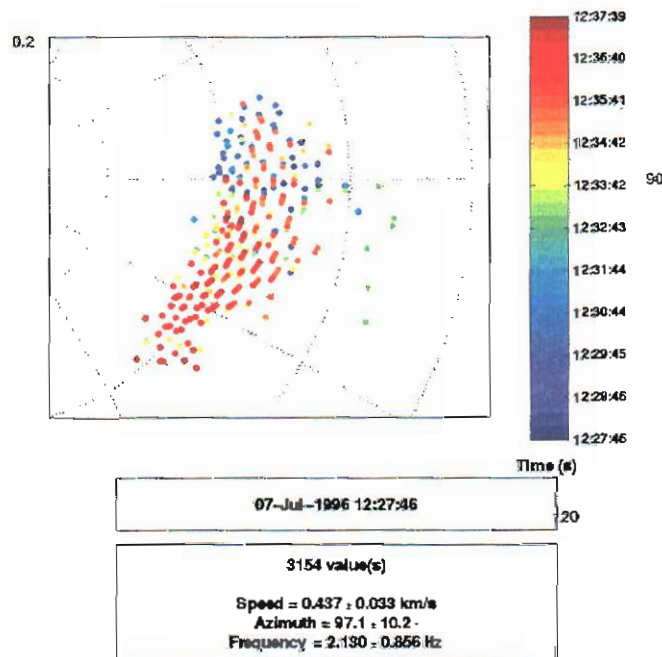 12:37:39
0.2
12:36:40
12:35:41
12:34:42
90
12:33:42
12:32:43
12:31:44
12:30:44
12:29:45
12:28:46
12:27:46
Time (s)
07-Jul-1996 12:27:46
20
3154 value(s)
Speed = 0.437 ± 0.033 km/s
Azimuth = 97.1 ± 10.2 °
Frequency = 2.130 ± 0.856 Hz